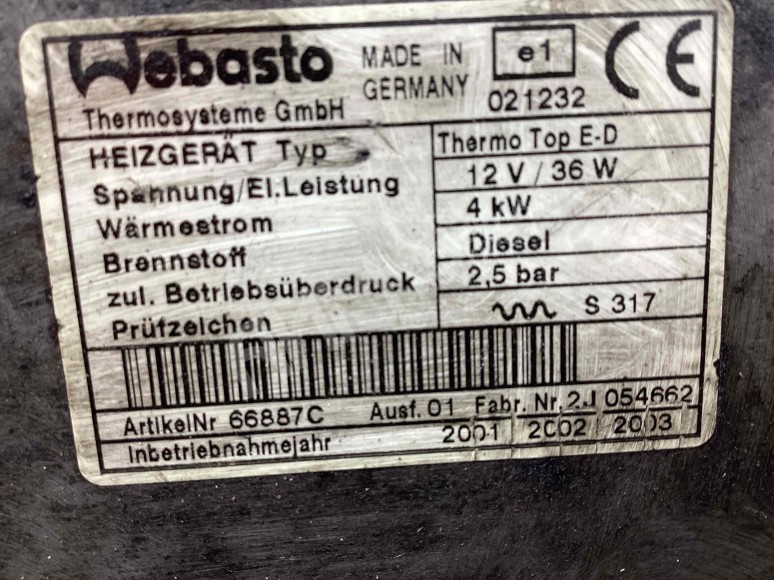 Webasto MADE IN GERMANY e1 CE
Thermosysteme GmbH 021232
HEIZGERÄT Typ Thermo Top E-D
Spannung/El.Leistung 12 V / 36 W
Wärmestrom 4 kW
Brennstoff Diesel
zul. Betriebsüberdruck 2,5 bar
Prüfzeichen S 317
ArtikelNr 66887C Ausf. 01 Fabr. Nr. 2J 054662
Inbetriebnahmejahr 2001 2002 2003